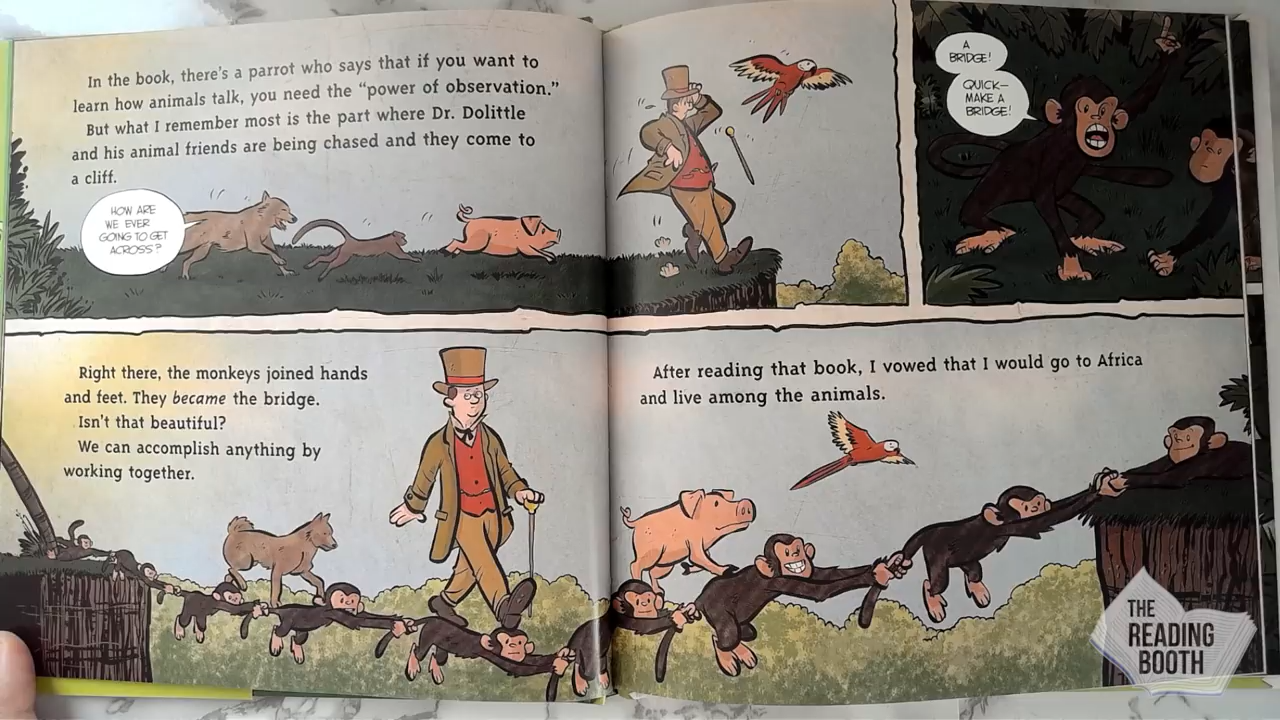 In the book, there's a parrot who says that if you want to
learn how animals talk, you need the "power of observation."
But what I remember most is the part where Dr. Dolittle
and his animal friends are being chased and they come to
a cliff.
HOW ARE
WE EVER
GOING TO GET
ACROSS?
A
BRIDGE!
QUICK—
MAKE A
BRIDGE!
Right there, the monkeys joined hands
and feet. They became the bridge.
Isn't that beautiful?
We can accomplish anything by
working together.
After reading that book, I vowed that I would go to Africa
and live among the animals.
THE
READING
BOOTH